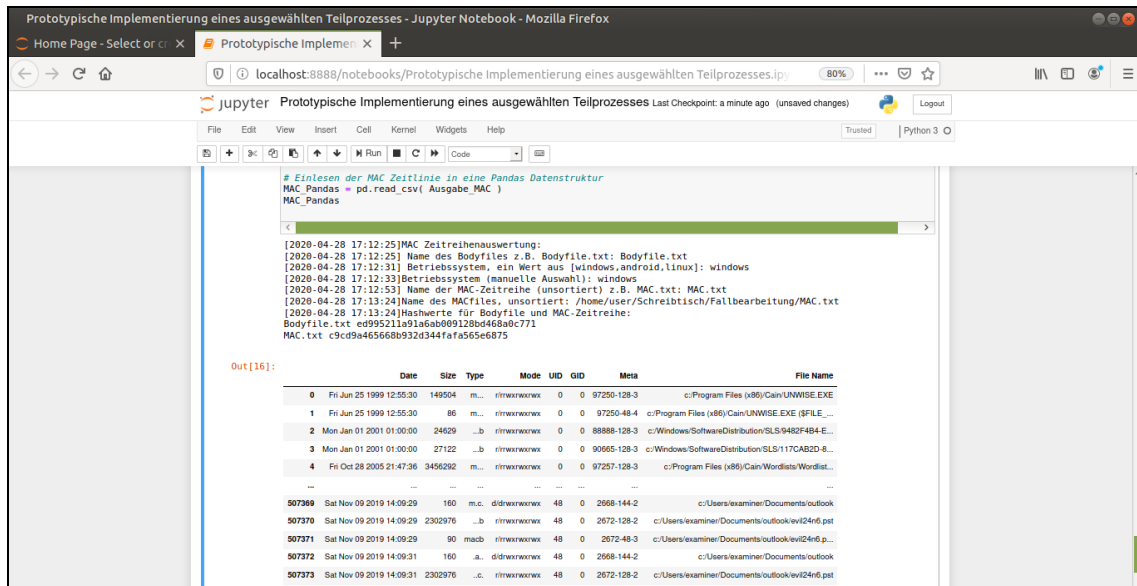 Prototypische Implementierung eines ausgewählten Teilprozesses - Jupyter Notebook - Mozilla Firefox
Home Page - Select or cr
Prototypische Implemen
localhost:8888/notebooks/Prototypische Implementierung eines ausgewählten Teilprozesses.ip
80%
jupyter Prototypische Implementierung eines ausgewählten Teilprozesses Last Checkpoint: a minute ago (unsaved changes)
Logout
File Edit View Insert Cell Kernel Widgets Help
Trusted
Python 3
Run
Code
# Einlesen der MAC Zeitlinie in eine Pandas Datenstruktur
MAC_Pandas = pd.read_csv( Ausgabe_MAC )
MAC_Pandas
[2020-04-28 17:12:25]MAC Zeitreihenauswertung:
[2020-04-28 17:12:25] Name des Bodyfiles z.B. Bodyfile.txt: Bodyfile.txt
[2020-04-28 17:12:31] Betriebssystem, ein Wert aus [windows,android,linux]: windows
[2020-04-28 17:12:33]Betriebssystem (manuelle Auswahl): windows
[2020-04-28 17:12:53] Name der MAC-Zeitreihe (unsortiert) z.B. MAC.txt: MAC.txt
[2020-04-28 17:13:24]Name des MACfiles, unsortiert: /home/user/Schreibtisch/Fallbearbeitung/MAC.txt
[2020-04-28 17:13:24]Hashwerte für Bodyfile und MAC-Zeitreihe:
Bodyfile.txt ed995211a91a6ab009128bd468a0c771
MAC.txt c9cd9a465668b932d344fafa565e6875
Out[16]:
Date Size Type Mode UID GID Meta File Name
0 Fri Jun 25 1999 12:55:30 149504 m... r/rrwxrwxrwx 0 0 97250-128-3 c:/Program Files (x86)/Cain/UNWISE.EXE
1 Fri Jun 25 1999 12:55:30 86 m... r/rrwxrwxrwx 0 0 97250-48-4 c:/Program Files (x86)/Cain/UNWISE.EXE ($FILE_...
2 Mon Jan 01 2001 01:00:00 24629 ...b r/rrwxrwxrwx 0 0 88888-128-3 c:/Windows/SoftwareDistribution/SLS/9482F4B4-E...
3 Mon Jan 01 2001 01:00:00 27122 ...b r/rrwxrwxrwx 0 0 90665-128-3 c:/Windows/SoftwareDistribution/SLS/117CAB2D-8...
4 Fri Oct 28 2005 21:47:36 3456292 m... r/rrwxrwxrwx 0 0 97257-128-3 c:/Program Files (x86)/Cain/Wordlists/Wordlist...
... ... ... ... ... ... ... ... ...
507369 Sat Nov 09 2019 14:09:29 160 m.c. d/drwxrwxrwx 48 0 2668-144-2 c:/Users/examiner/Documents/outlook
507370 Sat Nov 09 2019 14:09:29 2302976 ...b r/rrwxrwxrwx 48 0 2672-128-2 c:/Users/examiner/Documents/outlook/evil24n6.pst
507371 Sat Nov 09 2019 14:09:29 90 macb r/rrwxrwxrwx 48 0 2672-48-3 c:/Users/examiner/Documents/outlook/evil24n6.p...
507372 Sat Nov 09 2019 14:09:31 160 .a.. d/drwxrwxrwx 48 0 2668-144-2 c:/Users/examiner/Documents/outlook
507373 Sat Nov 09 2019 14:09:31 2302976 ..c. r/rrwxrwxrwx 48 0 2672-128-2 c:/Users/examiner/Documents/outlook/evil24n6.pst